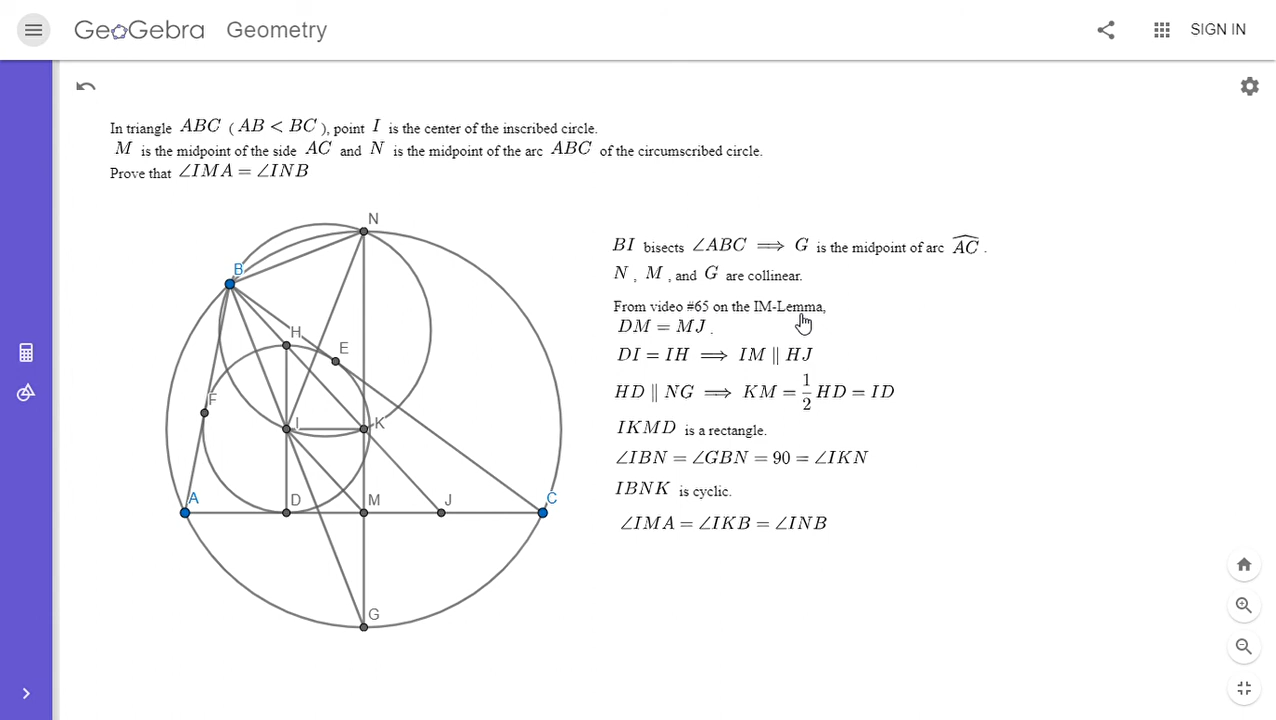 GeoGebra Geometry SIGN IN
In triangle ABC ( AB < BC ), point I is the center of the inscribed circle.
M is the midpoint of the side AC and N is the midpoint of the arc ABC of the circumscribed circle.
Prove that ∠IMA = ∠INB
N
B
H
E
F
I
K
A
D
M
J
C
G
BI bisects ∠ABC ⟹ G is the midpoint of arc \widehat{AC} .
N , M , and G are collinear.
From video #65 on the IM-Lemma,
DM = MJ .
DI = IH ⟹ IM ∥ HJ
HD ∥ NG ⟹ KM = 1/2 HD = ID
IKMD is a rectangle.
∠IBN = ∠GBN = 90 = ∠IKN
IBNK is cyclic.
∠IMA = ∠IKB = ∠INB